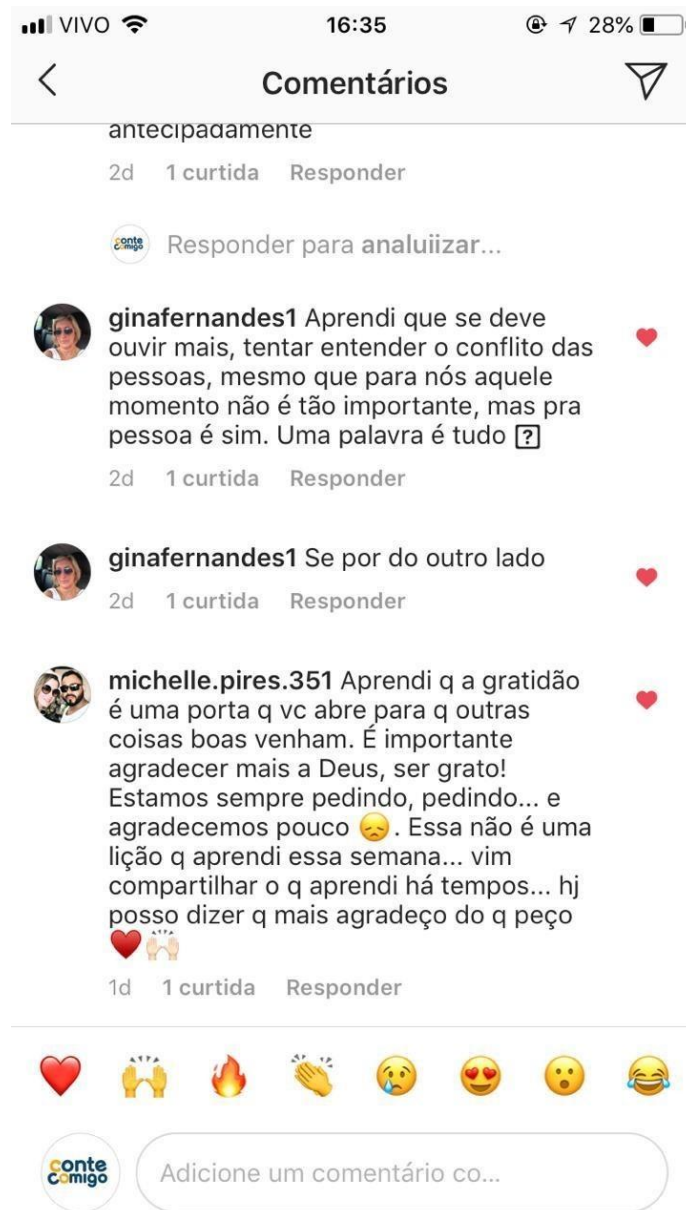 VIVO 16:35 28%
Comentários
antecipadamente
2d 1 curtida Responder
conte comigo Responder para analuiizar...
ginafernandes1 Aprendi que se deve
ouvir mais, tentar entender o conflito das
pessoas, mesmo que para nós aquele
momento não é tão importante, mas pra
pessoa é sim. Uma palavra é tudo ?
2d 1 curtida Responder
ginafernandes1 Se por do outro lado
2d 1 curtida Responder
michelle.pires.351 Aprendi q a gratidão
é uma porta q vc abre para q outras
coisas boas venham. É importante
agradecer mais a Deus, ser grato!
Estamos sempre pedindo, pedindo... e
agradecemos pouco 😞. Essa não é uma
lição q aprendi essa semana... vim
compartilhar o q aprendi há tempos... hj
posso dizer q mais agradeço do q peço
♥️🙌🏻
1d 1 curtida Responder
❤️ 🙌 🔥 👏 😢 😍 😮 😂
conte
comigo
Adicione um comentário co...